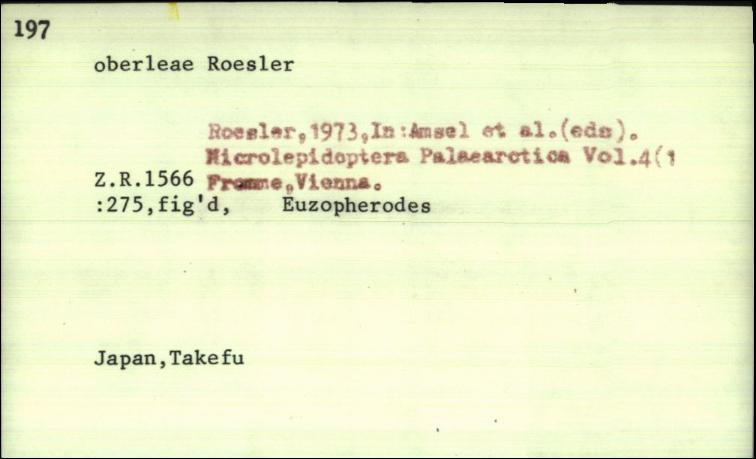 197
oberleae Roesler
Roesler,1973,In:Amsel et al.(eds).
Microlepidoptera Palaearctica Vol.4(1
Z.R.1566 Fromme,Vienna.
:275,fig'd, Euzopherodes
Japan,Takefu